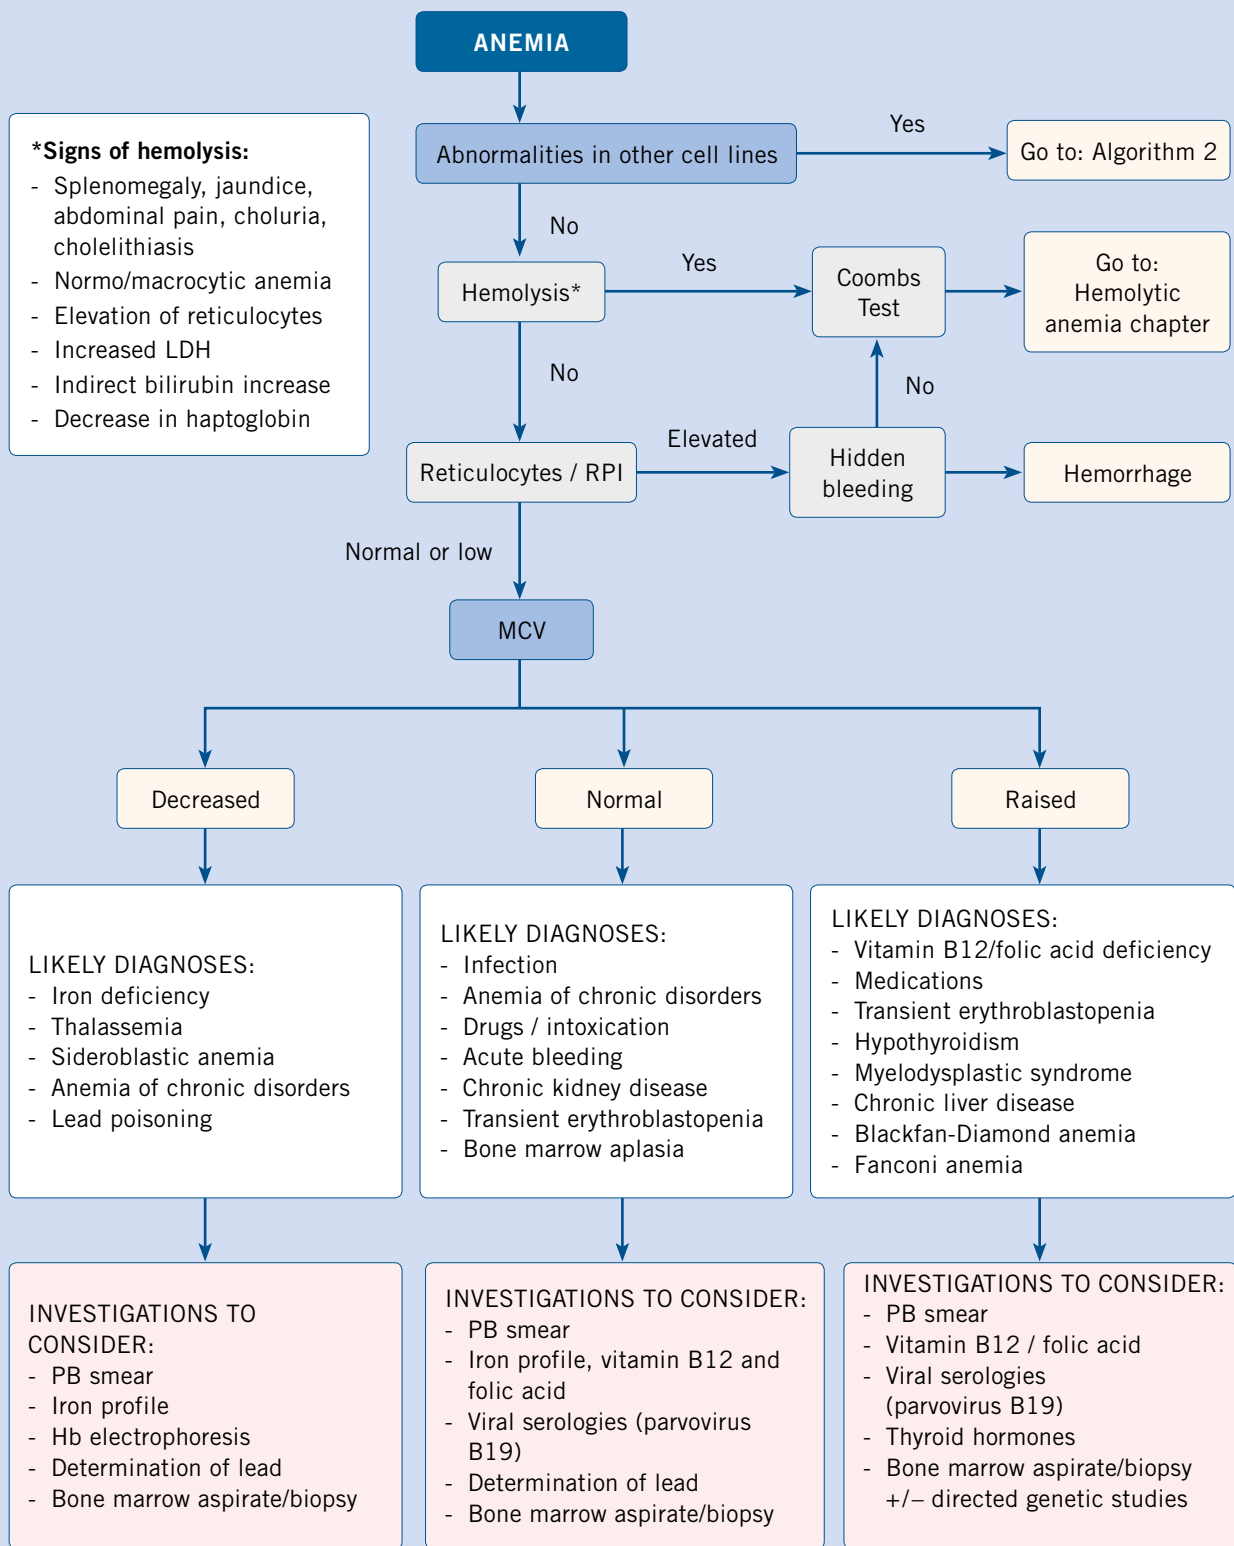 ANEMIA
Abnormalities in other cell lines
Yes
Go to: Algorithm 2
*Signs of hemolysis:
- Splenomegaly, jaundice,
abdominal pain, choluria,
cholelithiasis
- Normo/macrocytic anemia
- Elevation of reticulocytes
- Increased LDH
- Indirect bilirubin increase
- Decrease in haptoglobin
No
Hemolysis*
Yes
Coombs
Test
Go to:
Hemolytic
anemia chapter
No
No
Reticulocytes / RPI
Elevated
Hidden
bleeding
Hemorrhage
Normal or low
MCV
Decreased
Normal
Raised
LIKELY DIAGNOSES:
- Iron deficiency
- Thalassemia
- Sideroblastic anemia
- Anemia of chronic disorders
- Lead poisoning
LIKELY DIAGNOSES:
- Infection
- Anemia of chronic disorders
- Drugs / intoxication
- Acute bleeding
- Chronic kidney disease
- Transient erythroblastopenia
- Bone marrow aplasia
LIKELY DIAGNOSES:
- Vitamin B12/folic acid deficiency
- Medications
- Transient erythroblastopenia
- Hypothyroidism
- Myelodysplastic syndrome
- Chronic liver disease
- Blackfan-Diamond anemia
- Fanconi anemia
INVESTIGATIONS TO
CONSIDER:
- PB smear
- Iron profile
- Hb electrophoresis
- Determination of lead
- Bone marrow aspirate/biopsy
INVESTIGATIONS TO CONSIDER:
- PB smear
- Iron profile, vitamin B12 and
folic acid
- Viral serologies (parvovirus
B19)
- Determination of lead
- Bone marrow aspirate/biopsy
INVESTIGATIONS TO CONSIDER:
- PB smear
- Vitamin B12 / folic acid
- Viral serologies
(parvovirus B19)
- Thyroid hormones
- Bone marrow aspirate/biopsy
+/– directed genetic studies